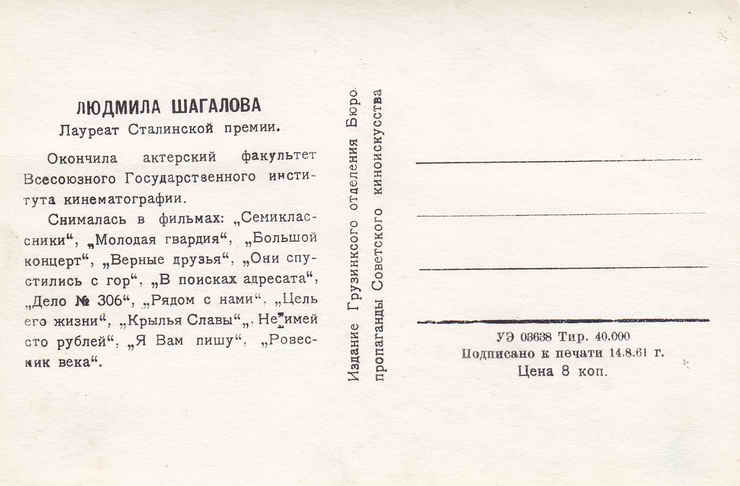 ЛЮДМИЛА ШАГАЛОВА
Лауреат Сталинской премии.
Окончила актерский факультет
Всесоюзного Государственного инсти-
тута кинематографии.
Снималась в фильмах: „Семиклас-
сники“, „Молодая гвардия“, „Большой
концерт“, „Верные друзья“, „Они спу-
стились с гор“, „В поисках адресата“,
„Дело № 306“, „Рядом с нами“. „Цель
его жизни“, „Крылья Славы“„. Не имей
сто рублей“. „Я Вам пишу“. „Ровес-
ник века“.
Издание Грузинксого отделения Бюро
пропаганды Советского киноискусства
УЭ 03638 Тир. 40.000
Подписано к печати 14.8.61 г.
Цена 8 коп.